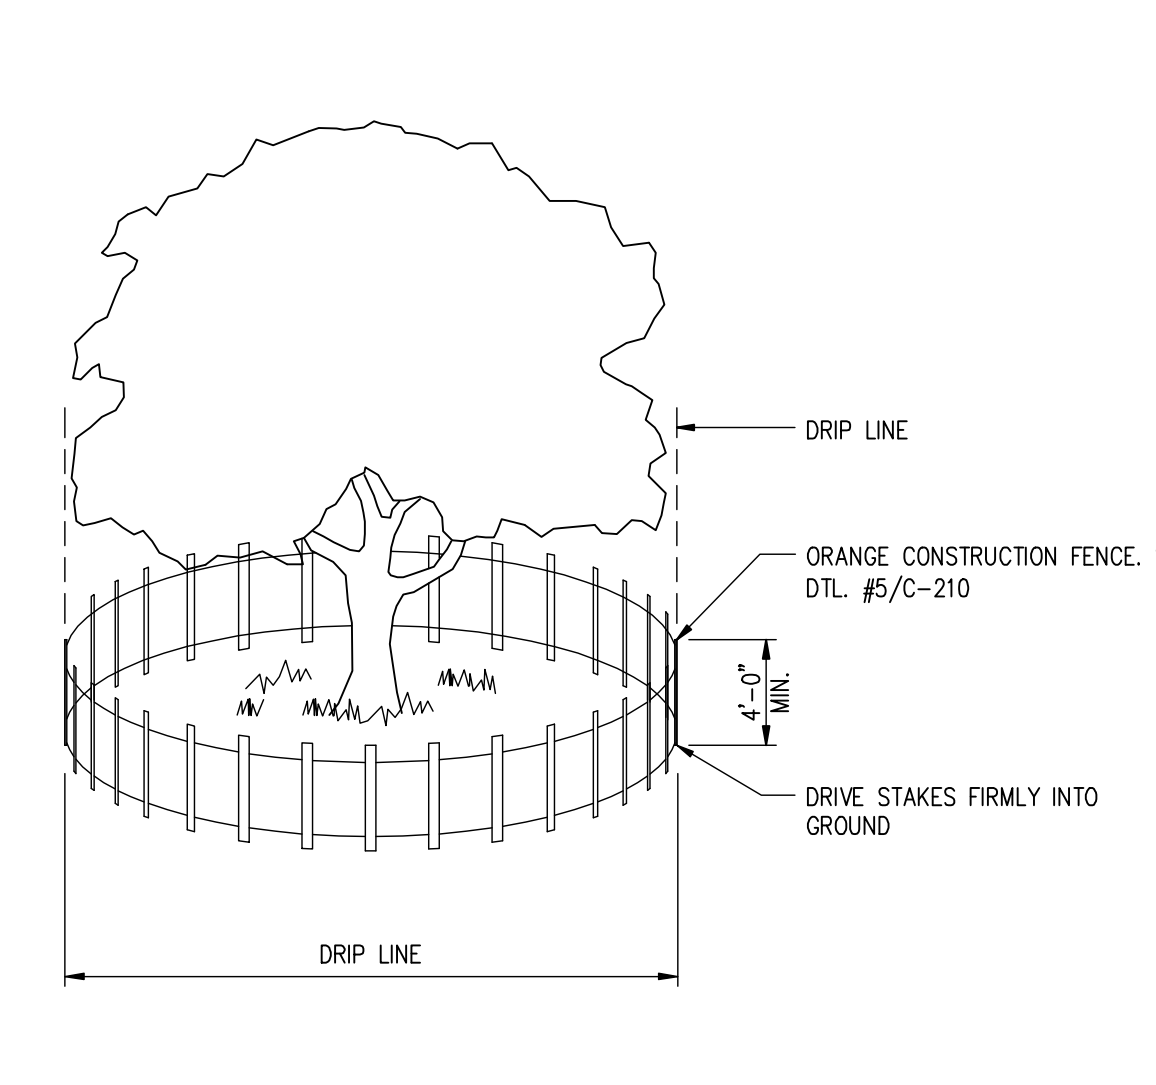 DRIP LINE
ORANGE CONSTRUCTION FENCE.
DTL. #5/C-210
4'-0"
MIN.
DRIVE STAKES FIRMLY INTO
GROUND
DRIP LINE